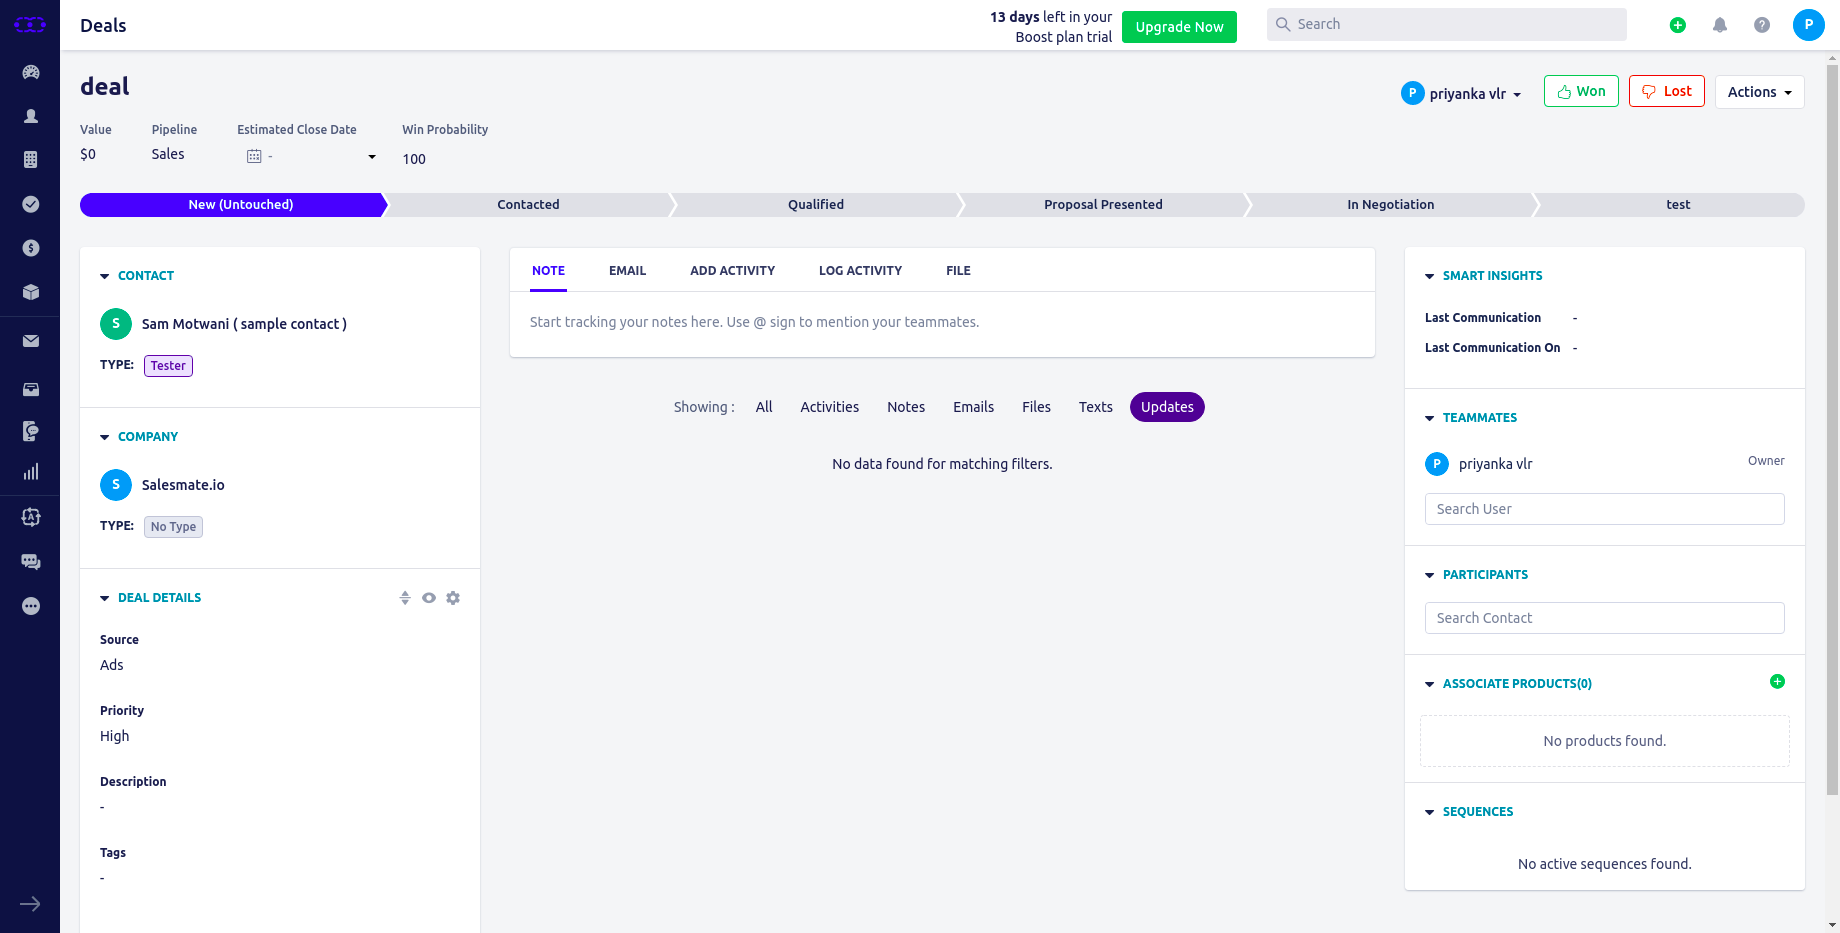 Deals
13 days left in your
Boost plan trial
Upgrade Now
Search
P
deal
P priyanka vlr
Won
Lost
Actions
Value
$0
Pipeline
Sales
Estimated Close Date
-
Win Probability
100
New (Untouched)
Contacted
Qualified
Proposal Presented
In Negotiation
test
CONTACT
S Sam Motwani ( sample contact )
TYPE: Tester
COMPANY
S Salesmate.io
TYPE: No Type
DEAL DETAILS
Source
Ads
Priority
High
Description
-
Tags
-
NOTE
EMAIL
ADD ACTIVITY
LOG ACTIVITY
FILE
Start tracking your notes here. Use @ sign to mention your teammates.
Showing : All Activities Notes Emails Files Texts Updates
No data found for matching filters.
SMART INSIGHTS
Last Communication -
Last Communication On -
TEAMMATES
P priyanka vlr Owner
Search User
PARTICIPANTS
Search Contact
ASSOCIATE PRODUCTS(0)
No products found.
SEQUENCES
No active sequences found.